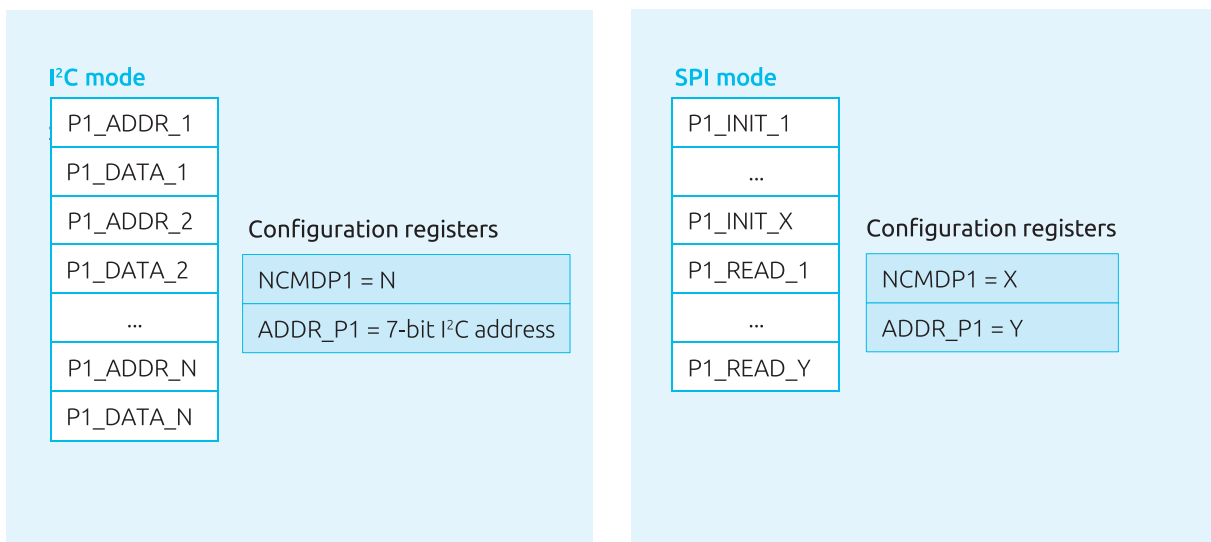 I²C mode
P1_ADDR_1
P1_DATA_1
P1_ADDR_2
P1_DATA_2
...
P1_ADDR_N
P1_DATA_N
Configuration registers
NCMDP1 = N
ADDR_P1 = 7-bit I²C address
SPI mode
P1_INIT_1
...
P1_INIT_X
P1_READ_1
...
P1_READ_Y
Configuration registers
NCMDP1 = X
ADDR_P1 = Y